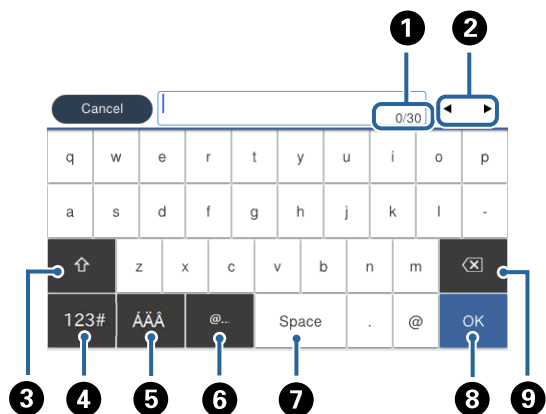 1 2
Cancel 0/30
q w e r t y u i o p
a s d f g h j k l -
z x c v b n m
123# ÁÄÂ @... Space . @ OK
3 4 5 6 7 8 9